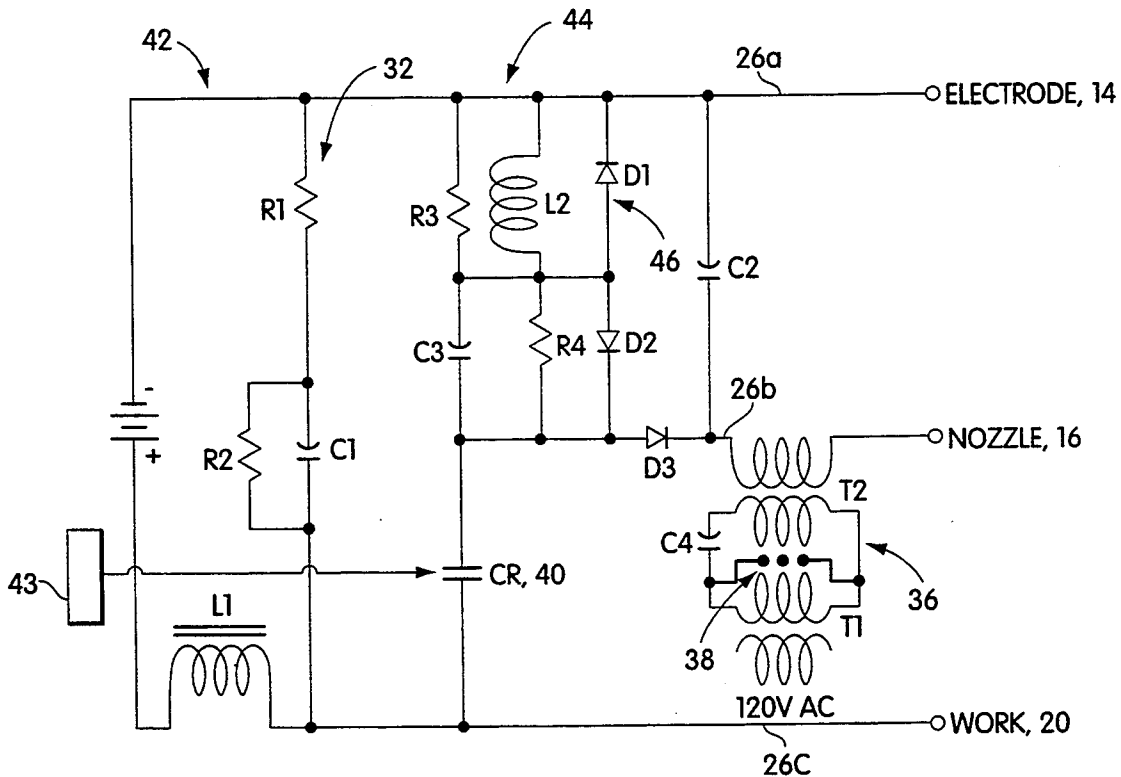 42
44
32
26a
ELECTRODE, 14
R1
R3
L2
D1
46
C2
C3
R4
D2
26b
-
+
R2
C1
D3
NOZZLE, 16
T2
C4
43
CR, 40
36
L1
38
T1
120V AC
WORK, 20
26C